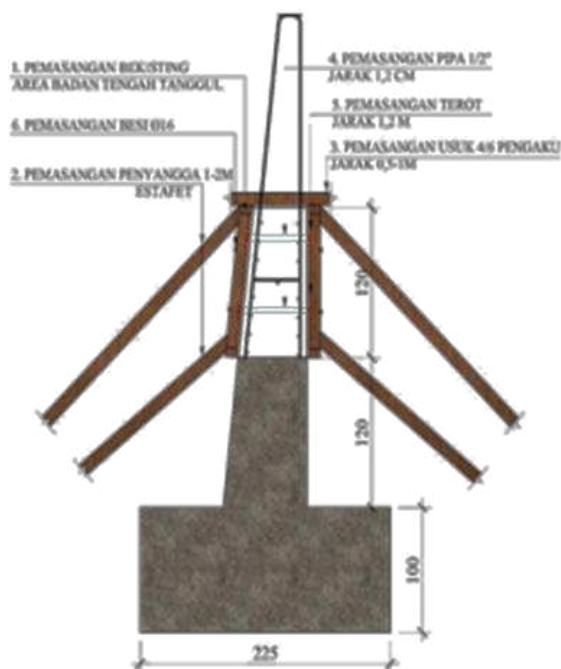 1. PEMASANGAN BEKISTING
AREA BADAN TENGAH TANGGUL
6. PEMASANGAN BESI Ø16
2. PEMASANGAN PENYANGGA 1-2M
ESTAFET
4. PEMASANGAN PIPA 1/2"
JARAK 1,2 CM
5. PEMASANGAN TEROT
JARAK 1,2 M
3. PEMASANGAN USUK 4/6 PENGAKU
JARAK 0,5-1M
120
120
100
225